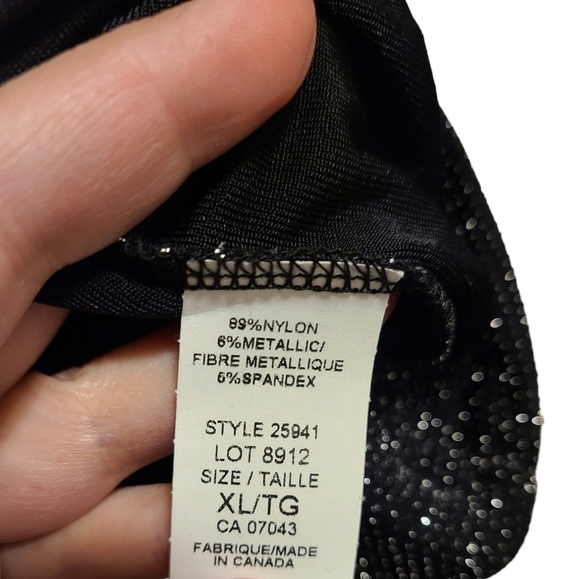 89%NYLON
6%METALLIC/
FIBRE METALLIQUE
5%SPANDEX
STYLE 25941
LOT 8912
SIZE / TAILLE
XL/TG
CA 07043
FABRIQUE/MADE
IN CANADA